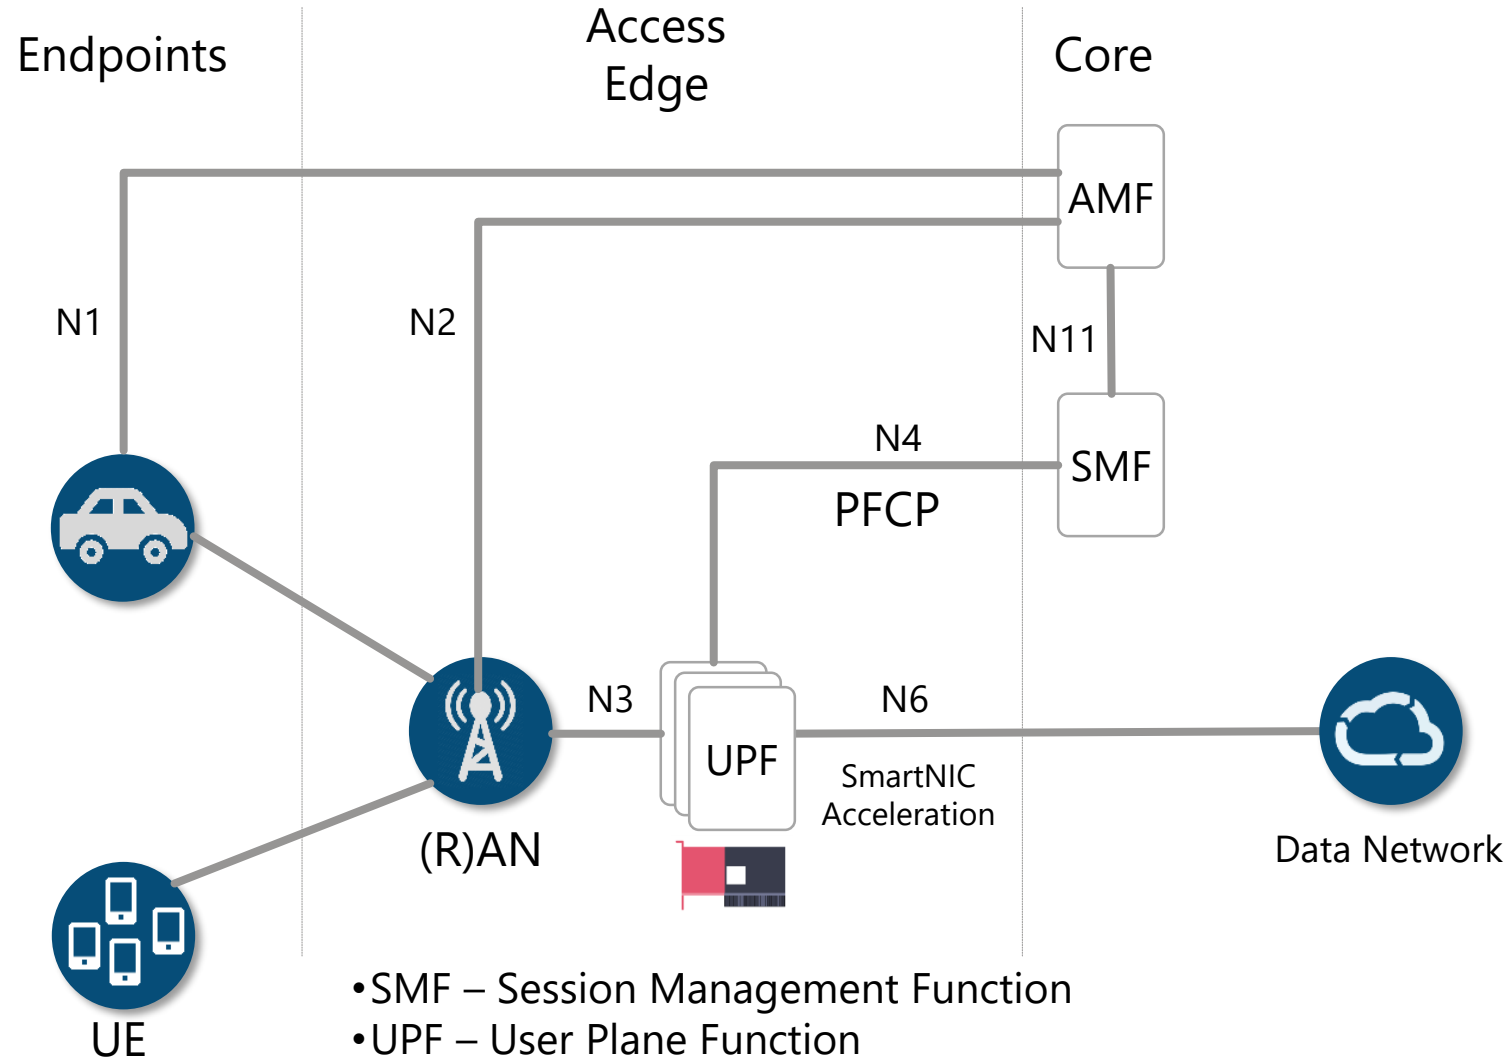 Endpoints
Access
Edge
Core
AMF
N1
N2
N11
N4
SMF
PFCP
N3
N6
UPF
SmartNIC
Acceleration
(R)AN
Data Network
•SMF – Session Management Function
UE
•UPF – User Plane Function